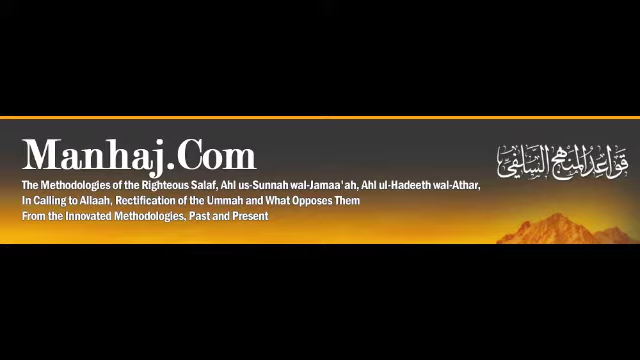 Manhaj.Com
قواعد المنهج السلفي
The Methodologies of the Righteous Salaf, Ahl us-Sunnah wal-Jamaa'ah, Ahl ul-Hadeeth wal-Athar,
In Calling to Allaah, Rectification of the Ummah and What Opposes Them
From the Innovated Methodologies, Past and Present